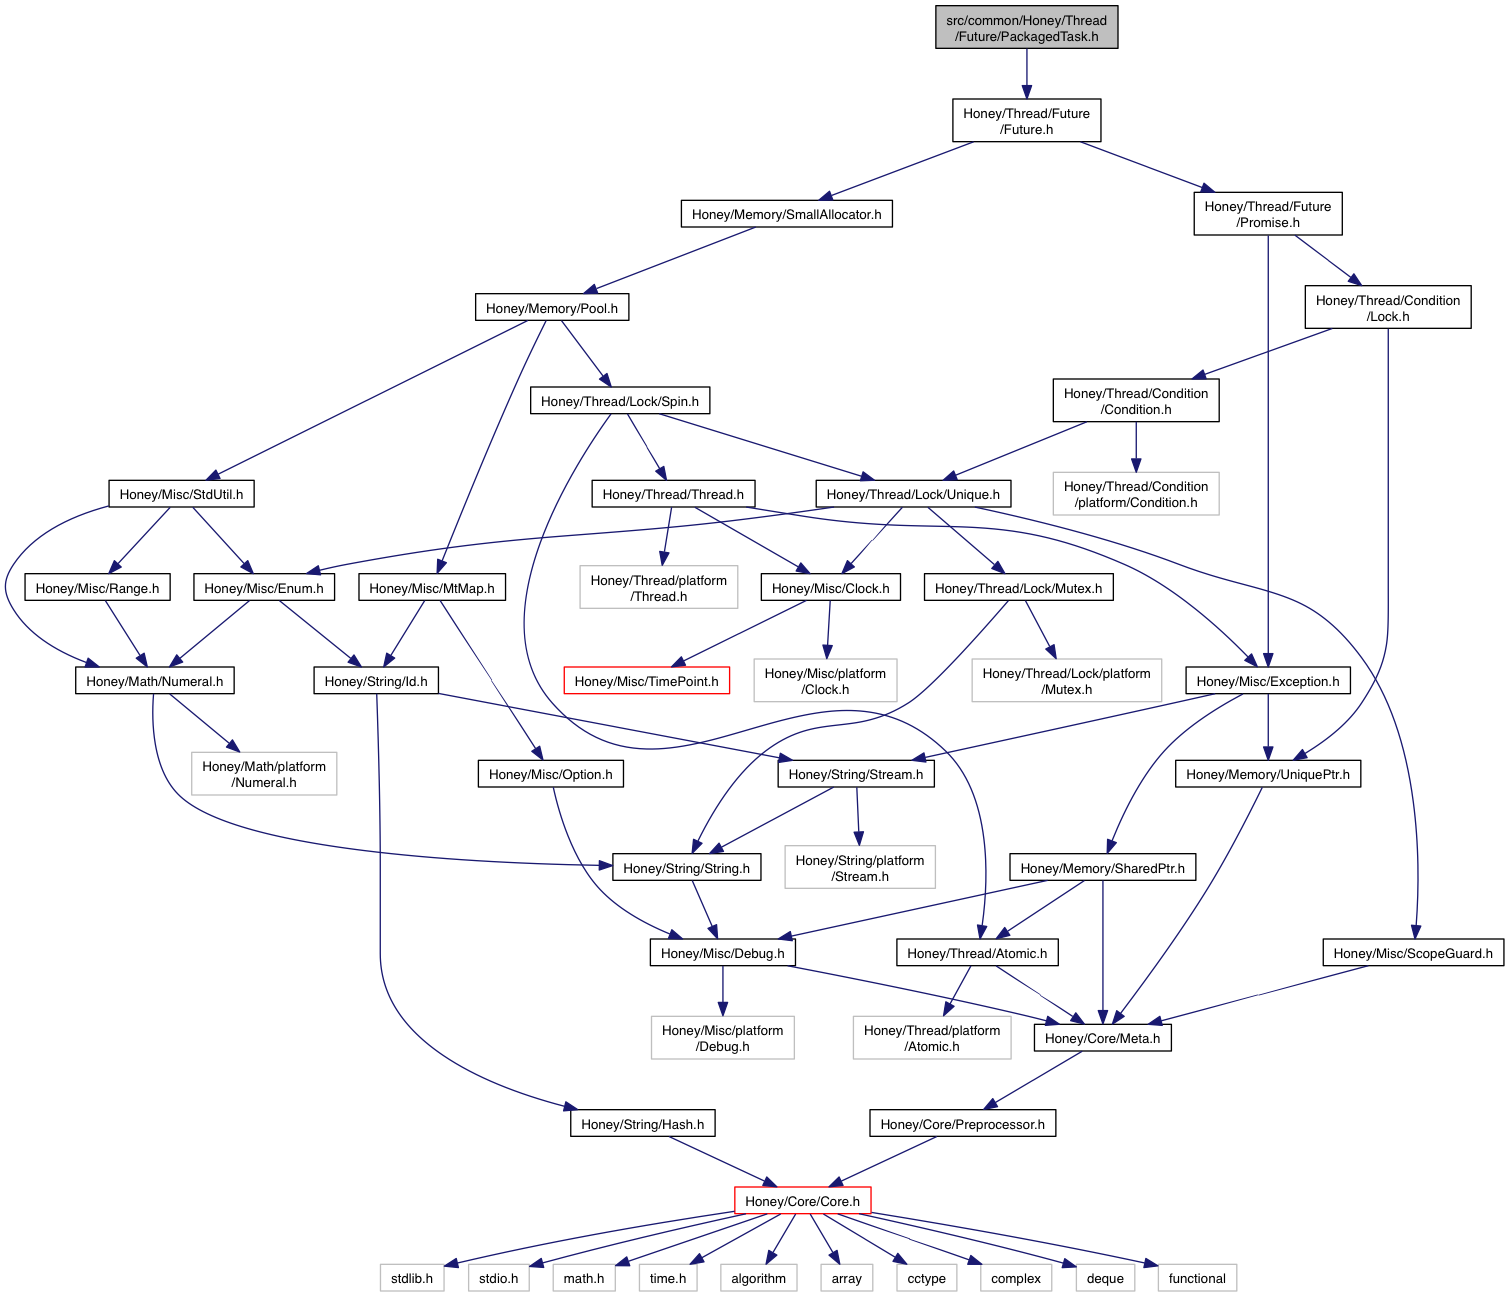 src/common/Honey/Thread
/Future/PackagedTask.h
Honey/Thread/Future
/Future.h
Honey/Memory/SmallAllocator.h
Honey/Thread/Future
/Promise.h
Honey/Memory/Pool.h
Honey/Thread/Condition
/Lock.h
Honey/Thread/Lock/Spin.h
Honey/Thread/Condition
/Condition.h
Honey/Misc/StdUtil.h
Honey/Thread/Thread.h
Honey/Thread/Lock/Unique.h
Honey/Thread/Condition
/platform/Condition.h
Honey/Misc/Range.h
Honey/Misc/Enum.h
Honey/Misc/MtMap.h
Honey/Thread/platform
/Thread.h
Honey/Misc/Clock.h
Honey/Thread/Lock/Mutex.h
Honey/Math/Numeral.h
Honey/String/Id.h
Honey/Misc/TimePoint.h
Honey/Misc/platform
/Clock.h
Honey/Thread/Lock/platform
/Mutex.h
Honey/Misc/Exception.h
Honey/Math/platform
/Numeral.h
Honey/Misc/Option.h
Honey/String/Stream.h
Honey/Memory/UniquePtr.h
Honey/String/String.h
Honey/String/platform
/Stream.h
Honey/Memory/SharedPtr.h
Honey/Misc/Debug.h
Honey/Thread/Atomic.h
Honey/Misc/ScopeGuard.h
Honey/Misc/platform
/Debug.h
Honey/Thread/platform
/Atomic.h
Honey/Core/Meta.h
Honey/String/Hash.h
Honey/Core/Preprocessor.h
Honey/Core/Core.h
stdlib.h
stdio.h
math.h
time.h
algorithm
array
cctype
complex
deque
functional